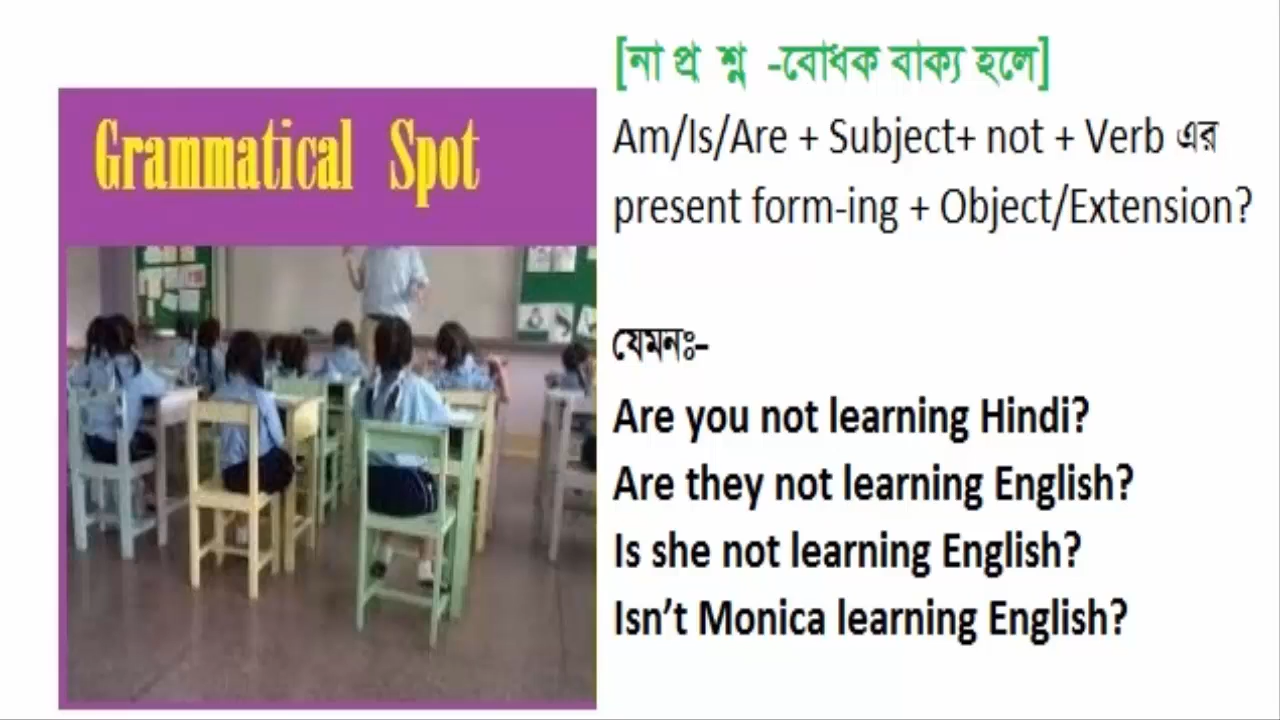 Grammatical Spot
[না প্র শ্ন -বোধক বাক্য হলে]
Am/Is/Are + Subject+ not + Verb এর
present form-ing + Object/Extension?
যেমনঃ-
Are you not learning Hindi?
Are they not learning English?
Is she not learning English?
Isn’t Monica learning English?